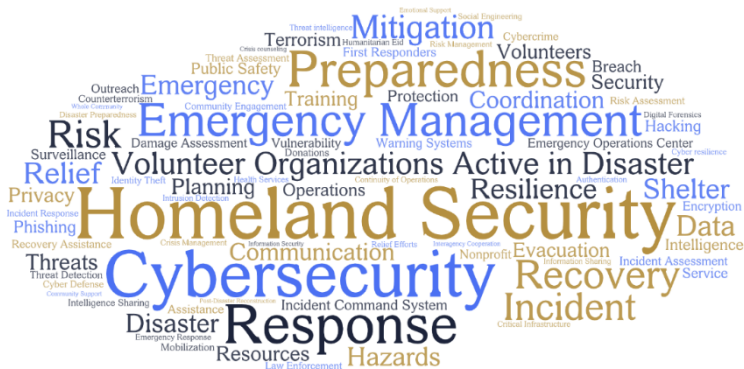 Emotional Support
Social Engineering
Threat intelligence
Mitigation
Cybercrime
Terrorism
Humanitarian Eid
Risk Management
Crisis counseling
First Responders
Volunteers
Threat Assessment
Public Safety
Preparedness
Breach
Security
Outreach
Emergency
Training
Protection
Coordination
Risk Assessment
Counterterrorism
Whole Community
Community Engagement
Disaster Preparedness
Emergency Management
Digital Forensics
Hacking
Risk
Damage Assessment
Vulnerability
Warning Systems
Emergency Operations Center
Surveillance
Donations
Cyber resilience
Volunteer Organizations Active in Disaster
Relief
Identity Theft
Health Services
Continuity of Operations
Authentication
Planning
Operations
Resilience
Shelter
Intrusion Detection
Privacy
Encryption
Homeland Security
Incident Response
Phishing
Data
Recovery Assistance
Crisis Management
Information Security
Relief Efforts
Interagency Cooperation
Intelligence
Communication
Nonprofit
Evacuation
Threats
Information Sharing
Incident Assessment
Threat Detection
Cybersecurity
Recovery
Service
Cyber Defense
Community Support
Intelligence Sharing
Post-Disaster Reconstruction
Assistance
Incident Command System
Incident
Disaster
Response
Critical Infrastructure
Emergency Response
Mobilization
Resources
Hazards
Law Enforcement